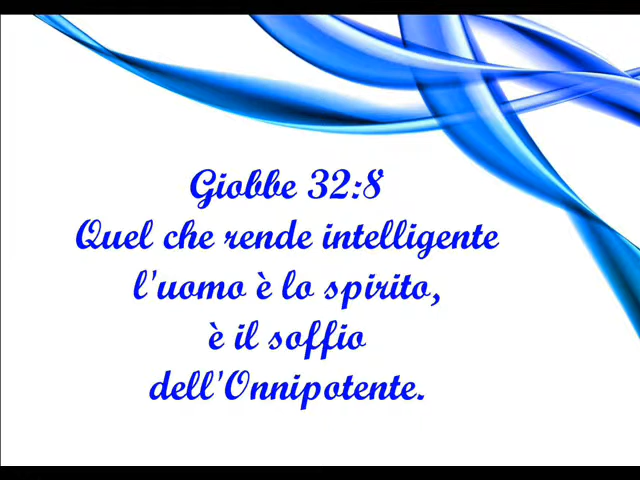 Giobbe 32:8
Quel che rende intelligente
l'uomo è lo spirito,
è il soffio
dell'Onnipotente.